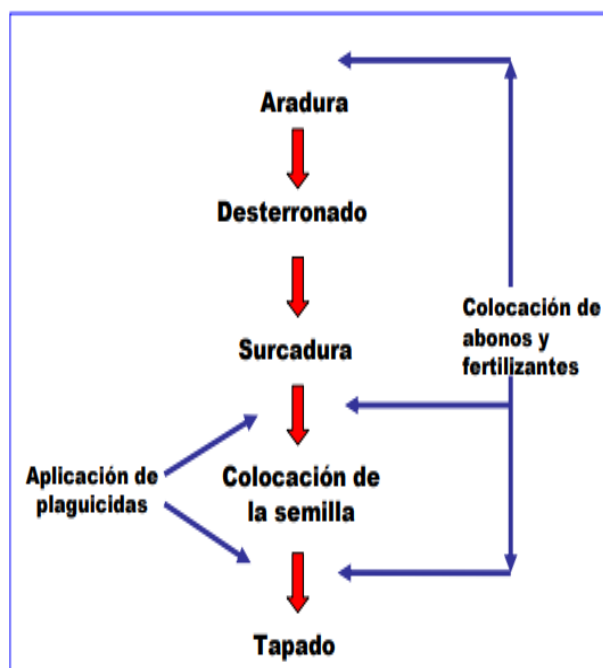 Aradura
Desterronado
Surcadura
Colocación de
abonos y
fertilizantes
Aplicación de
plaguicidas
Colocación de
la semilla
Tapado